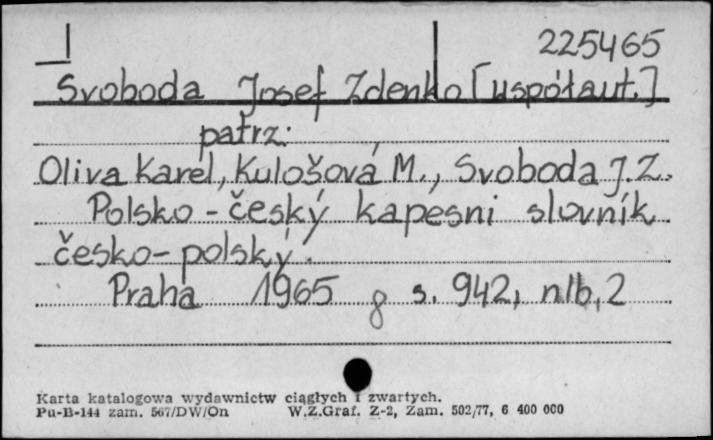 225465
Svoboda Josef Zdenko [współaut.]
patrz:
Oliva Karel, Kulošová M., Svoboda J.Z.
Polsko-český kapesni slovník
česko-polský.
Praha 1965 8 s. 942, nlb, 2
Karta katalogowa wydawnictw ciągłych i zwartych.
Pu-B-144 zam. 567/DW/On W.Z.Graf. Z-2, Zam. 502/77, 6 400 000